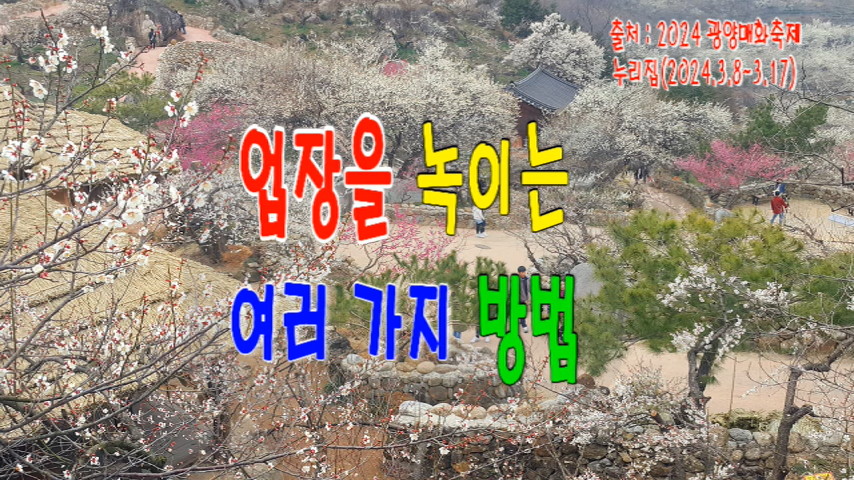 출처 : 2024 광양매화축제
누리집(2024.3.8~3.17)
업장을 녹이는
여러 가지 방법